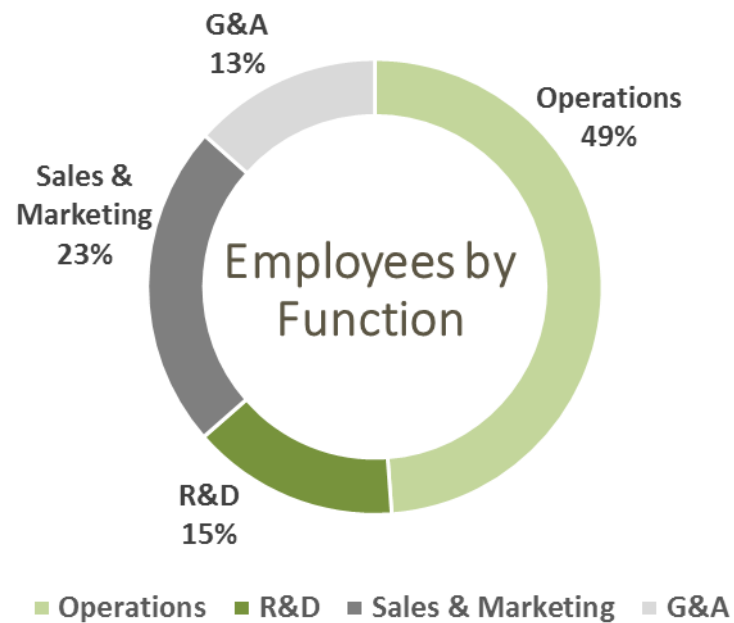 G&A
13%
Operations
49%
Sales &
Marketing
23%
Employees by
Function
R&D
15%
Operations R&D Sales & Marketing G&A